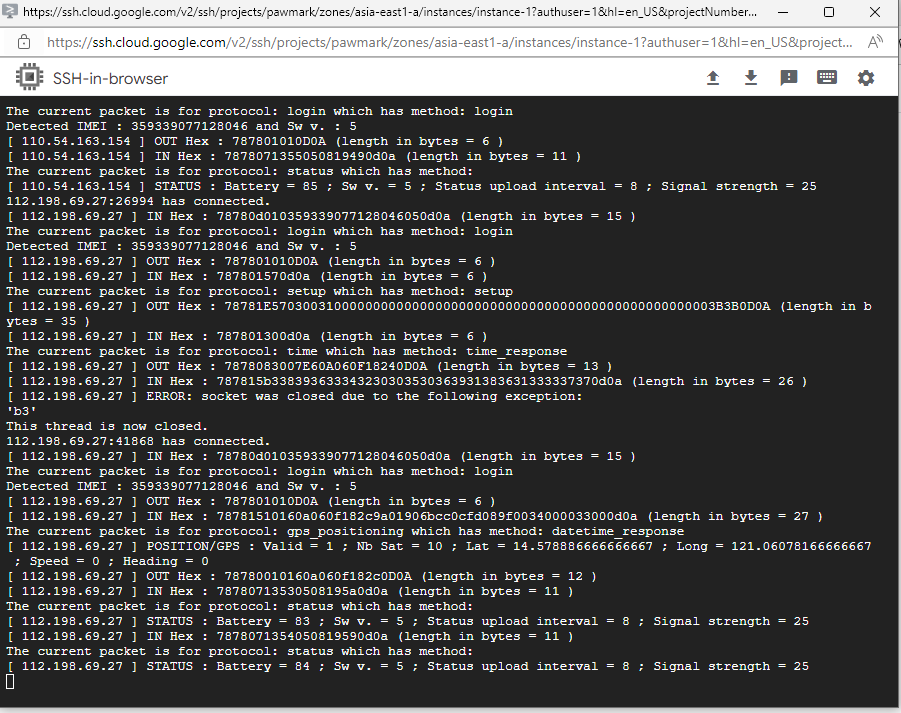 https://ssh.cloud.google.com/v2/ssh/projects/pawmark/zones/asia-east1-a/instances/instance-1?authuser=1&hl=en_US&projectNumber...
https://ssh.cloud.google.com/v2/ssh/projects/pawmark/zones/asia-east1-a/instances/instance-1?authuser=1&hl=en_US&project...
SSH-in-browser
The current packet is for protocol: login which has method: login
Detected IMEI : 359339077128046 and Sw v. : 5
[ 110.54.163.154 ] OUT Hex : 787801010D0A (length in bytes = 6 )
[ 110.54.163.154 ] IN Hex : 7878071355050819490d0a (length in bytes = 11 )
The current packet is for protocol: status which has method:
[ 110.54.163.154 ] STATUS : Battery = 85 ; Sw v. = 5 ; Status upload interval = 8 ; Signal strength = 25
112.198.69.27:26994 has connected.
[ 112.198.69.27 ] IN Hex : 78780d010359339077128046050d0a (length in bytes = 15 )
The current packet is for protocol: login which has method: login
Detected IMEI : 359339077128046 and Sw v. : 5
[ 112.198.69.27 ] OUT Hex : 787801010D0A (length in bytes = 6 )
[ 112.198.69.27 ] IN Hex : 787801570d0a (length in bytes = 6 )
The current packet is for protocol: setup which has method: setup
[ 112.198.69.27 ] OUT Hex : 78781E57030031000000000000000000000000000000000000000000000000003B3B0D0A (length in b
ytes = 35 )
[ 112.198.69.27 ] IN Hex : 787801300d0a (length in bytes = 6 )
The current packet is for protocol: time which has method: time_response
[ 112.198.69.27 ] OUT Hex : 7878083007E60A060F18240D0A (length in bytes = 13 )
[ 112.198.69.27 ] IN Hex : 787815b3383936333432303035303639313836313333373​70d0a (length in bytes = 26 )
[ 112.198.69.27 ] ERROR: socket was closed due to the following exception:
'b3'
This thread is now closed.
112.198.69.27:41868 has connected.
[ 112.198.69.27 ] IN Hex : 78780d010359339077128046050d0a (length in bytes = 15 )
The current packet is for protocol: login which has method: login
Detected IMEI : 359339077128046 and Sw v. : 5
[ 112.198.69.27 ] OUT Hex : 787801010D0A (length in bytes = 6 )
[ 112.198.69.27 ] IN Hex : 78781510160a060f182c9a01906bcc0cfd089f0034000033000d0a (length in bytes = 27 )
The current packet is for protocol: gps_positioning which has method: datetime_response
[ 112.198.69.27 ] POSITION/GPS : Valid = 1 ; Nb Sat = 10 ; Lat = 14.578886666666667 ; Long = 121.06078166666667
; Speed = 0 ; Heading = 0
[ 112.198.69.27 ] OUT Hex : 78780010160a060f182c0D0A (length in bytes = 12 )
[ 112.198.69.27 ] IN Hex : 78780713530508195a0d0a (length in bytes = 11 )
The current packet is for protocol: status which has method:
[ 112.198.69.27 ] STATUS : Battery = 83 ; Sw v. = 5 ; Status upload interval = 8 ; Signal strength = 25
[ 112.198.69.27 ] IN Hex : 7878071354050819590d0a (length in bytes = 11 )
The current packet is for protocol: status which has method:
[ 112.198.69.27 ] STATUS : Battery = 84 ; Sw v. = 5 ; Status upload interval = 8 ; Signal strength = 25